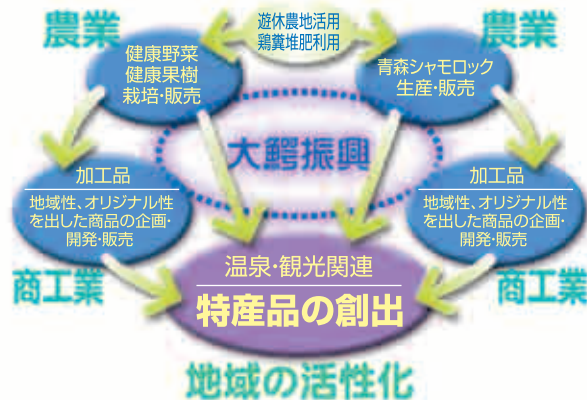 農業
遊休農地活用
鶏糞堆肥利用
農業
健康野菜
健康果樹
栽培・販売
青森シャモロック
生産・販売
大鰐振興
加工品
地域性、オリジナル性
を出した商品の企画・
開発・販売
加工品
地域性、オリジナル性
を出した商品の企画・
開発・販売
商工業
温泉・観光関連
特産品の創出
商工業
地域の活性化